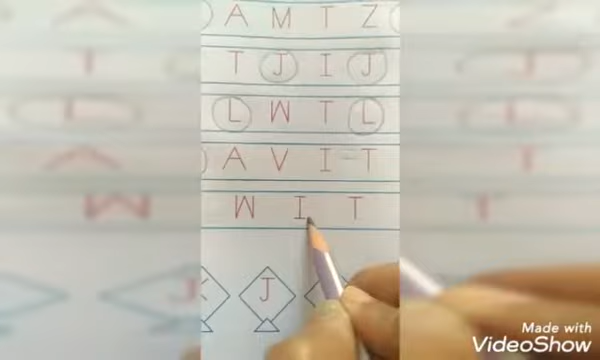 A M T Z
T J I J
L W T L
A V I T
W I T
J
Made with
VideoShow